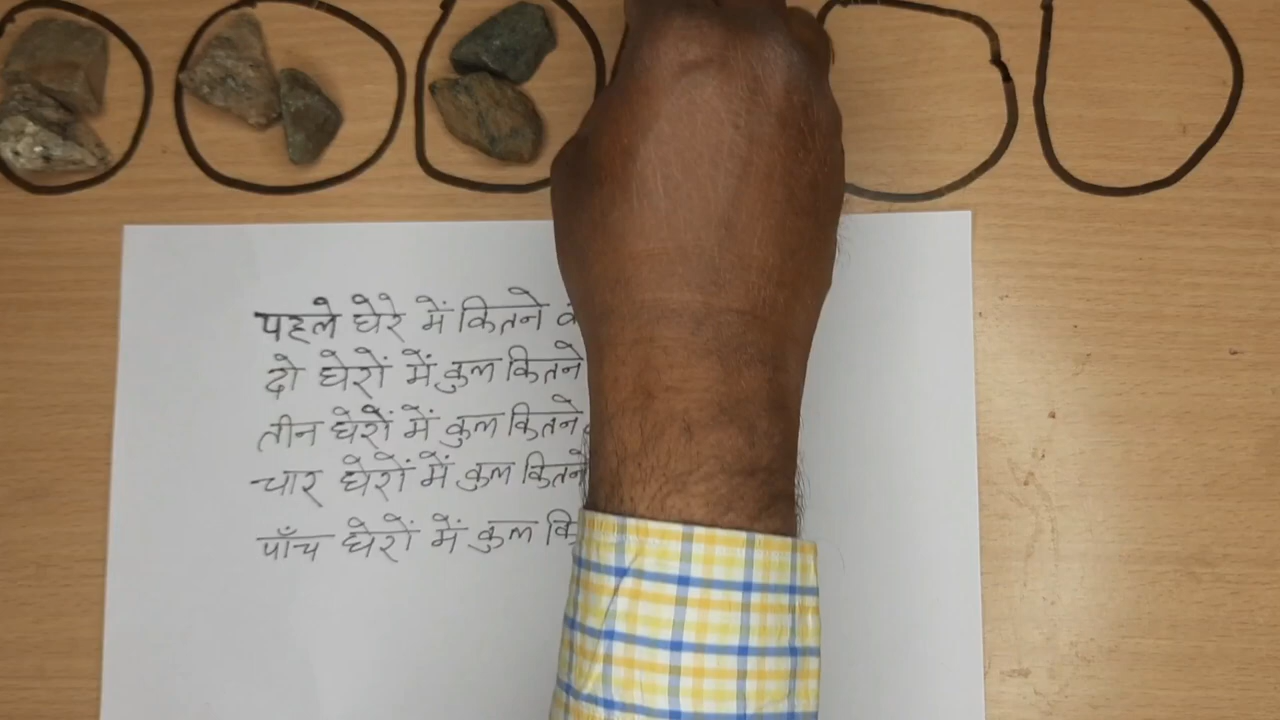 पहले घेरे में कितने
दो घेरों में कुल कितने
तीन घेरों में कुल कितने
चार घेरों में कुल कितने
पाँच घेरों में कुल